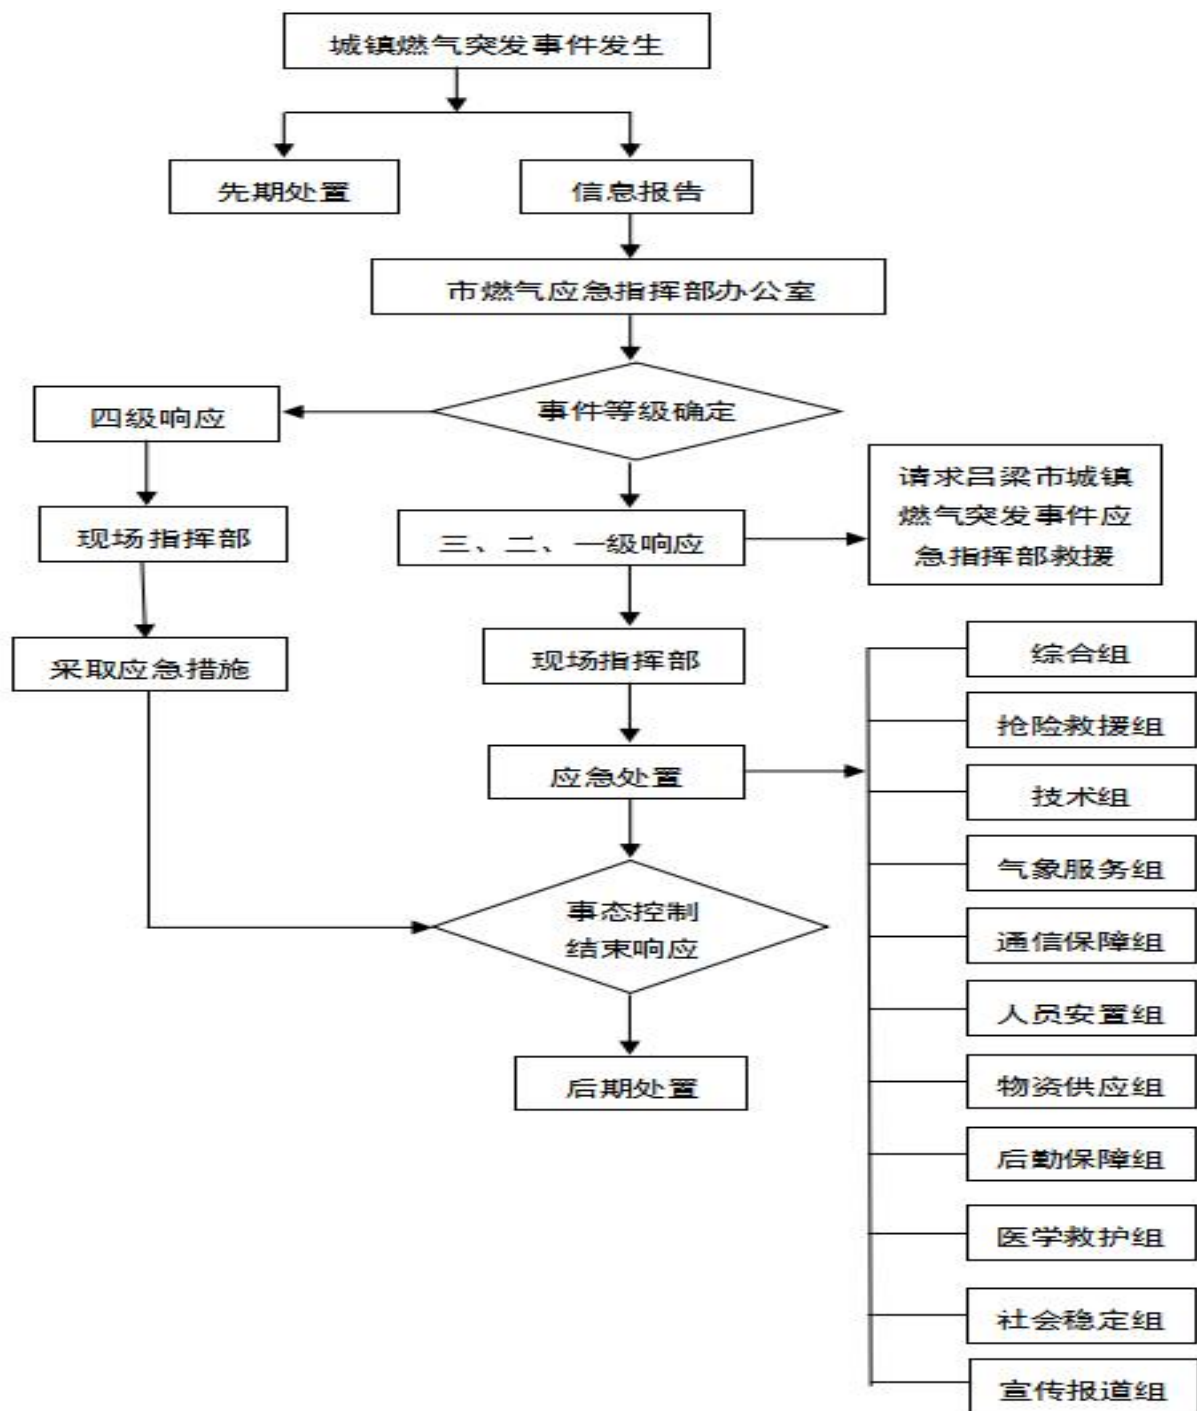 城镇燃气突发事件发生
先期处置
信息报告
市燃气应急指挥部办公室
事件等级确定
四级响应
请求吕梁市城镇
燃气突发事件应
急指挥部救援
现场指挥部
三、二、一级响应
采取应急措施
现场指挥部
应急处置
综合组
抢险救援组
技术组
气象服务组
通信保障组
人员安置组
物资供应组
后勤保障组
医学救护组
社会稳定组
宣传报道组
事态控制
结束响应
后期处置